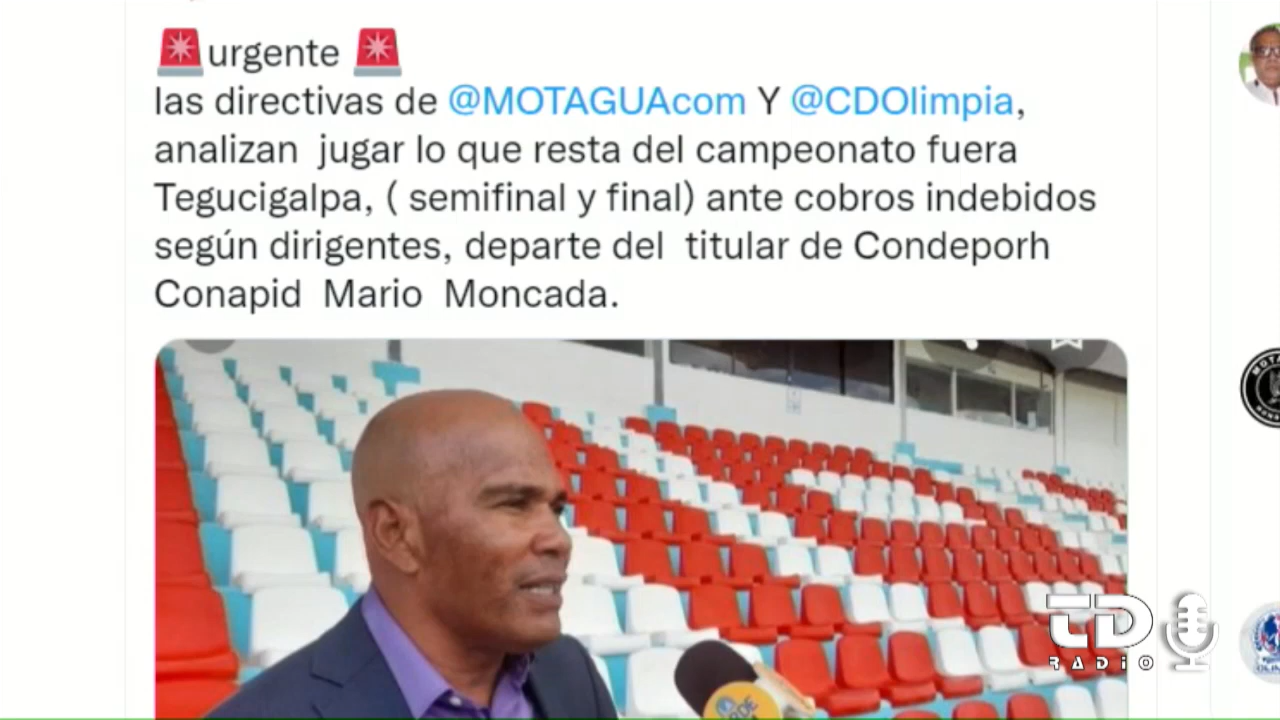 🚨urgente 🚨
las directivas de @MOTAGUAcom Y @CDOlimpia,
analizan jugar lo que resta del campeonato fuera
Tegucigalpa, ( semifinal y final) ante cobros indebidos
según dirigentes, departe del titular de Condeporh
Conapid Mario Moncada.
TD
RADIO